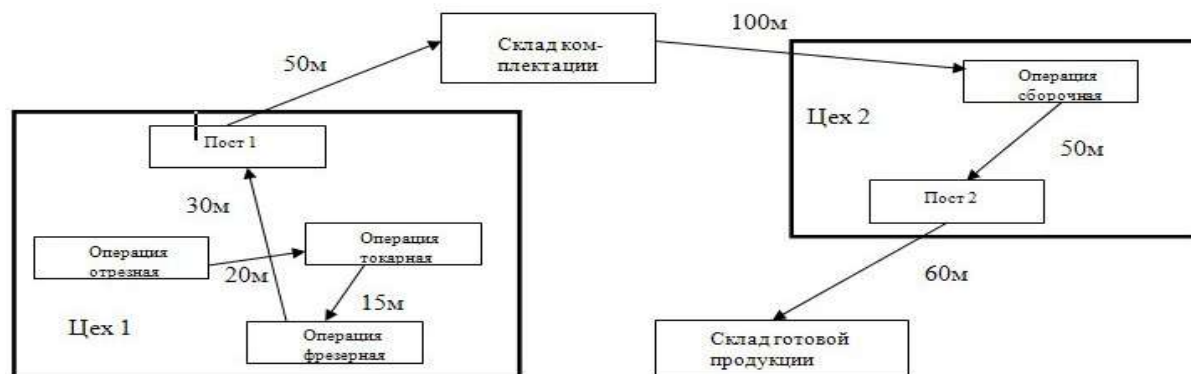 100м
Склад ком-
плектации
50м
Операция
сборочная
Цех 2
Пост 1
50м
Пост 2
30м
Операция
отрезная
Операция
токарная
20м
60м
15м
Цех 1
Операция
фрезерная
Склад готовой
продукции